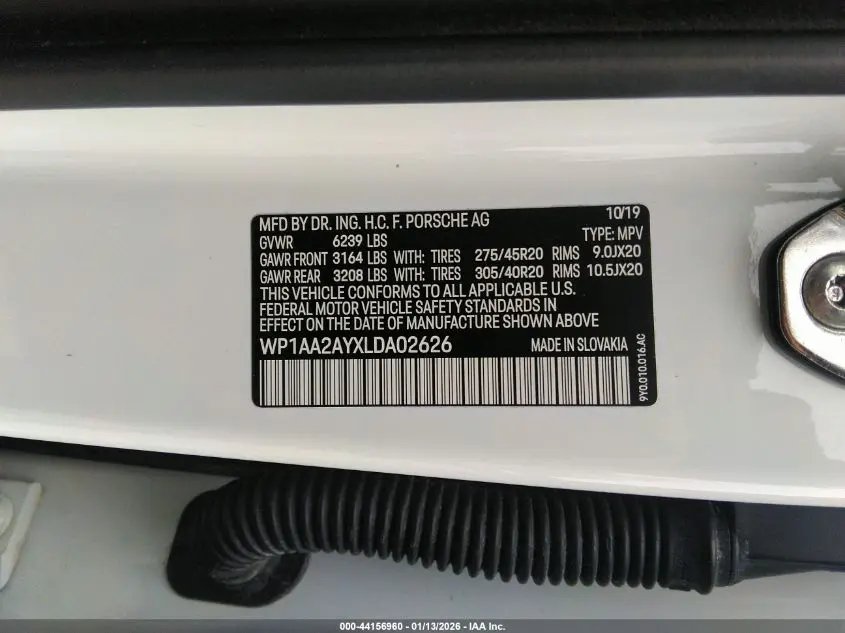 MFD BY DR. ING. H.C. F. PORSCHE AG 10/19
GVWR 6239 LBS TYPE: MPV
GAWR FRONT 3164 LBS WITH: TIRES 275/45R20 RIMS 9.0JX20
GAWR REAR 3208 LBS WITH: TIRES 305/40R20 RIMS 10.5JX20
THIS VEHICLE CONFORMS TO ALL APPLICABLE U.S.
FEDERAL MOTOR VEHICLE SAFETY STANDARDS IN
EFFECT ON THE DATE OF MANUFACTURE SHOWN ABOVE
WP1AA2AYXLDA02626 MADE IN SLOVAKIA
9Y0.010.016.AC
000-44156960 - 01/13/2026 - IAA Inc.